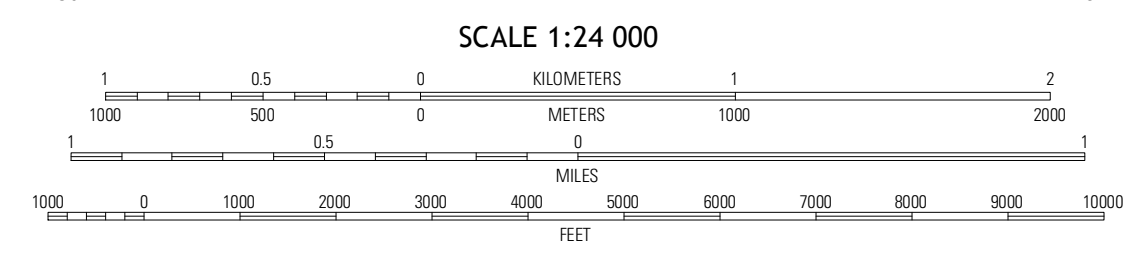 SCALE 1:24 000
1 0.5 0 KILOMETERS 1 2
1000 500 0 METERS 1000 2000
1 0.5 0 1
MILES
1000 0 1000 2000 3000 4000 5000 6000 7000 8000 9000 10000
FEET